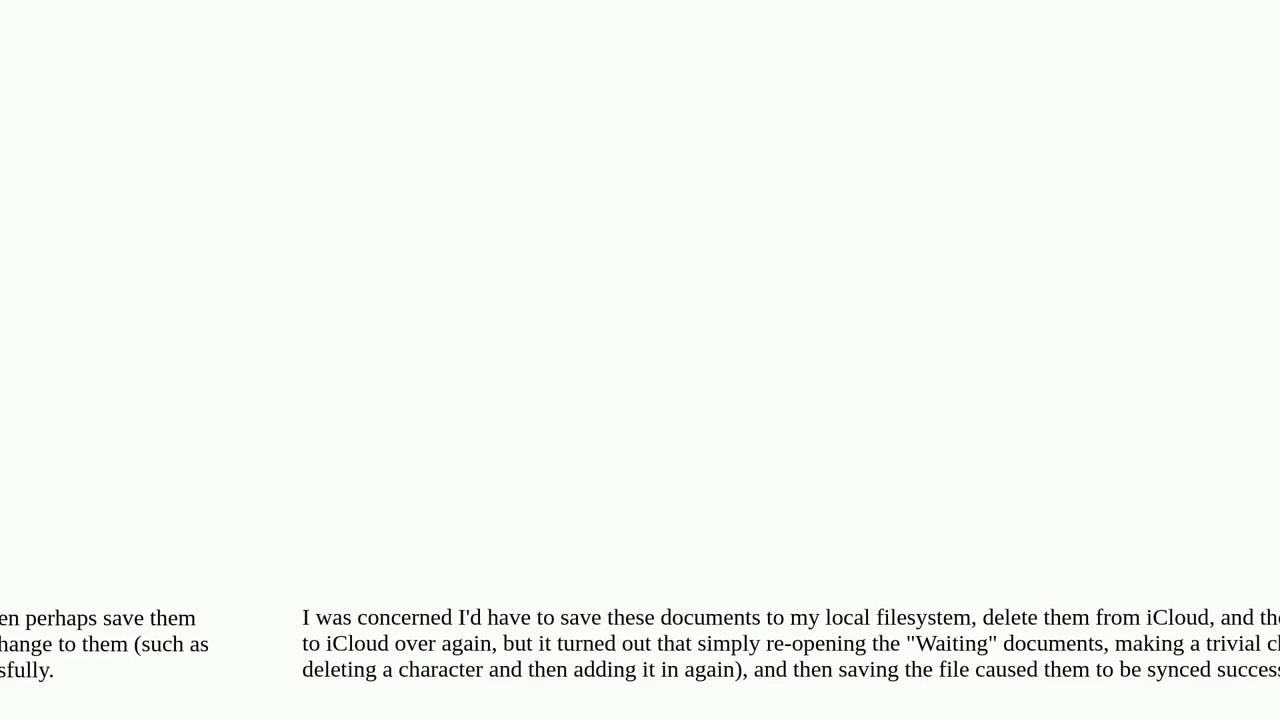 en perhaps save them
hange to them (such as
sfully.
I was concerned I'd have to save these documents to my local filesystem, delete them from iCloud, and the
to iCloud over again, but it turned out that simply re-opening the "Waiting" documents, making a trivial cl
deleting a character and then adding it in again), and then saving the file caused them to be synced success